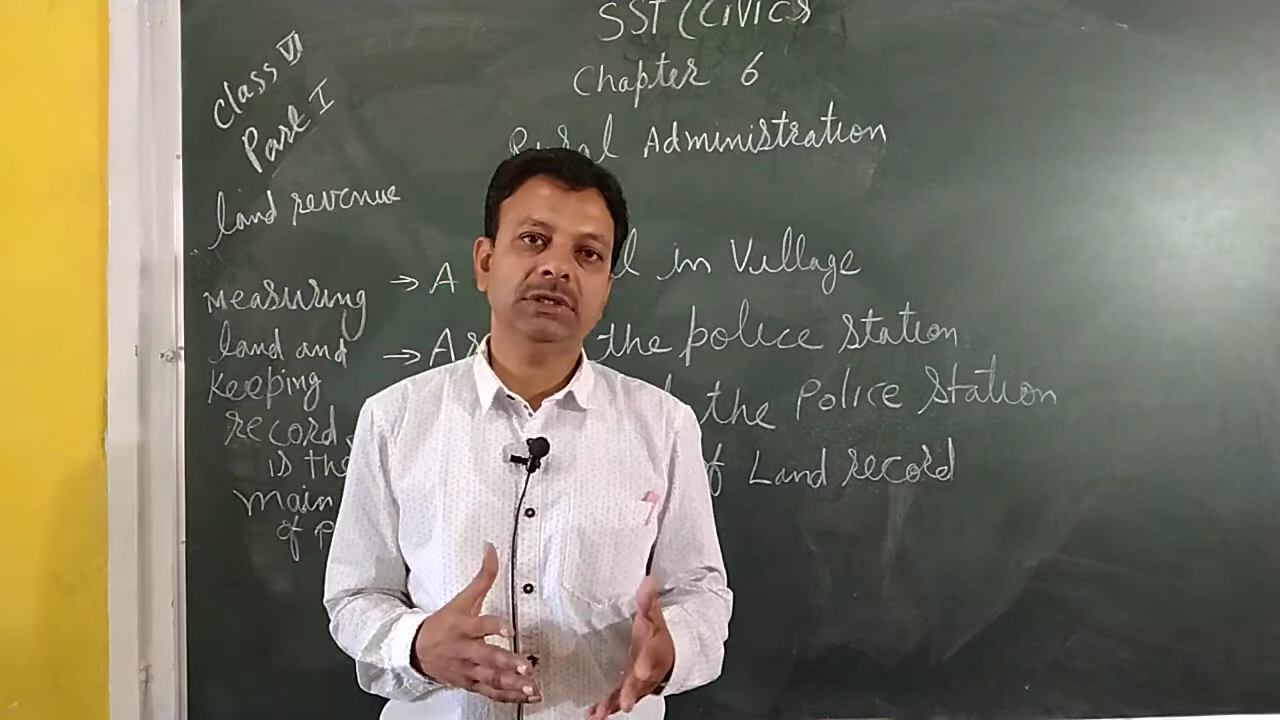 SST (Civics
Chapter 6
Class VI
Part I
Rural Administration
land revenue
→ A in Village
Measuring
land and
Keeping
record
is the
main
of
→ the police Station
the Police Station
of Land record